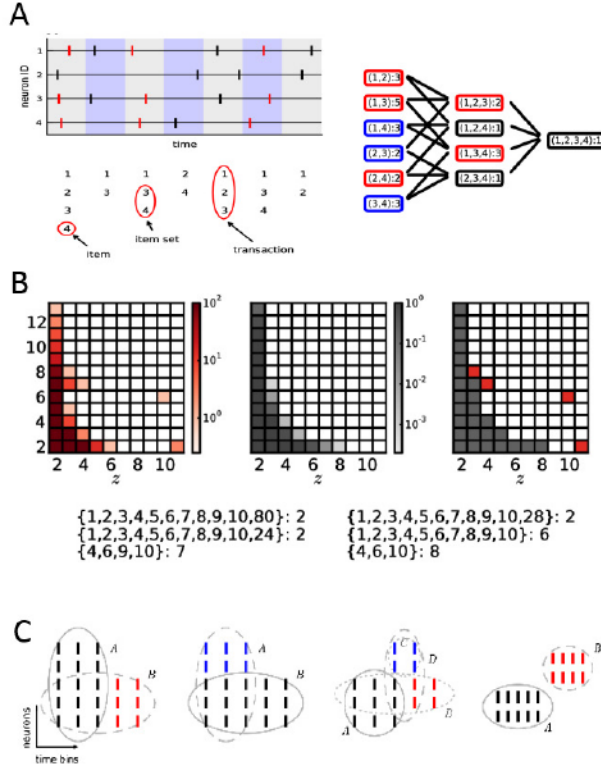 A
1
2
3
4
neuron ID
time
1 1 1 2 1 1 1
2 3 3 4 2 3 2
3 4 3 4
4
item
item set
transaction
(1,2):3
(1,3):5
(1,4):3
(2,3):2
(2,4):2
(3,4):3
(1,2,3):2
(1,2,4):1
(1,3,4):3
(2,3,4):1
(1,2,3,4):1
B
12
10
8
6
4
2
2 4 6 8 10
z
10²
10¹
10⁰
2 4 6 8 10
z
10⁰
10⁻¹
10⁻²
10⁻³
2 4 6 8 10
z
{1,2,3,4,5,6,7,8,9,10,80}: 2
{1,2,3,4,5,6,7,8,9,10,24}: 2
{4,6,9,10}: 7
{1,2,3,4,5,6,7,8,9,10,28}: 2
{1,2,3,4,5,6,7,8,9,10}: 6
{4,6,10}: 8
C
neurons
time bins
A
B
A
B
C
D
A
B
B
A